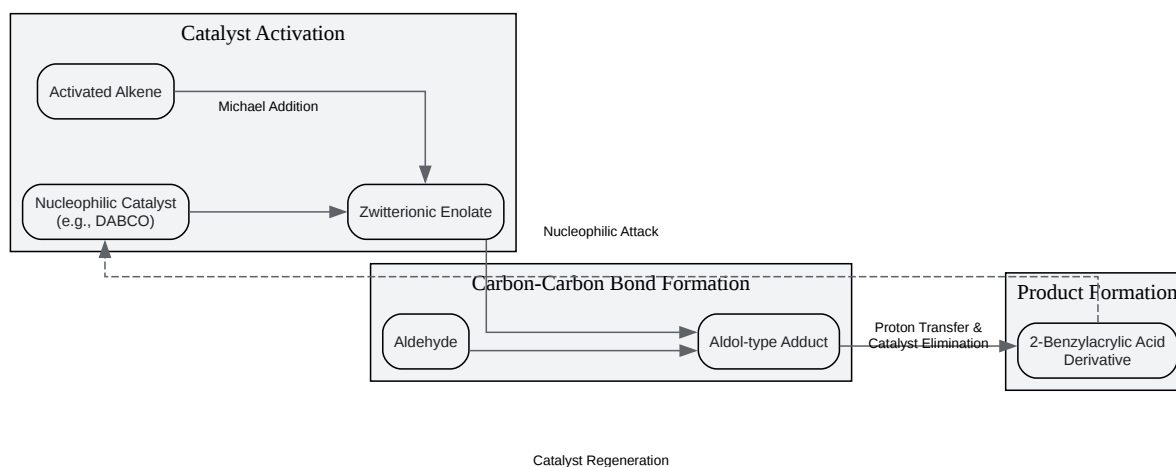 Catalyst Activation
Activated Alkene
Michael Addition
Nucleophilic Catalyst
(e.g., DABCO)
Zwitterionic Enolate
Nucleophilic Attack
Carbon-Carbon Bond Formation
Aldehyde
Aldol-type Adduct
Proton Transfer &
Catalyst Elimination
Product Formation
2-Benzylacrylic Acid
Derivative
Catalyst Regeneration